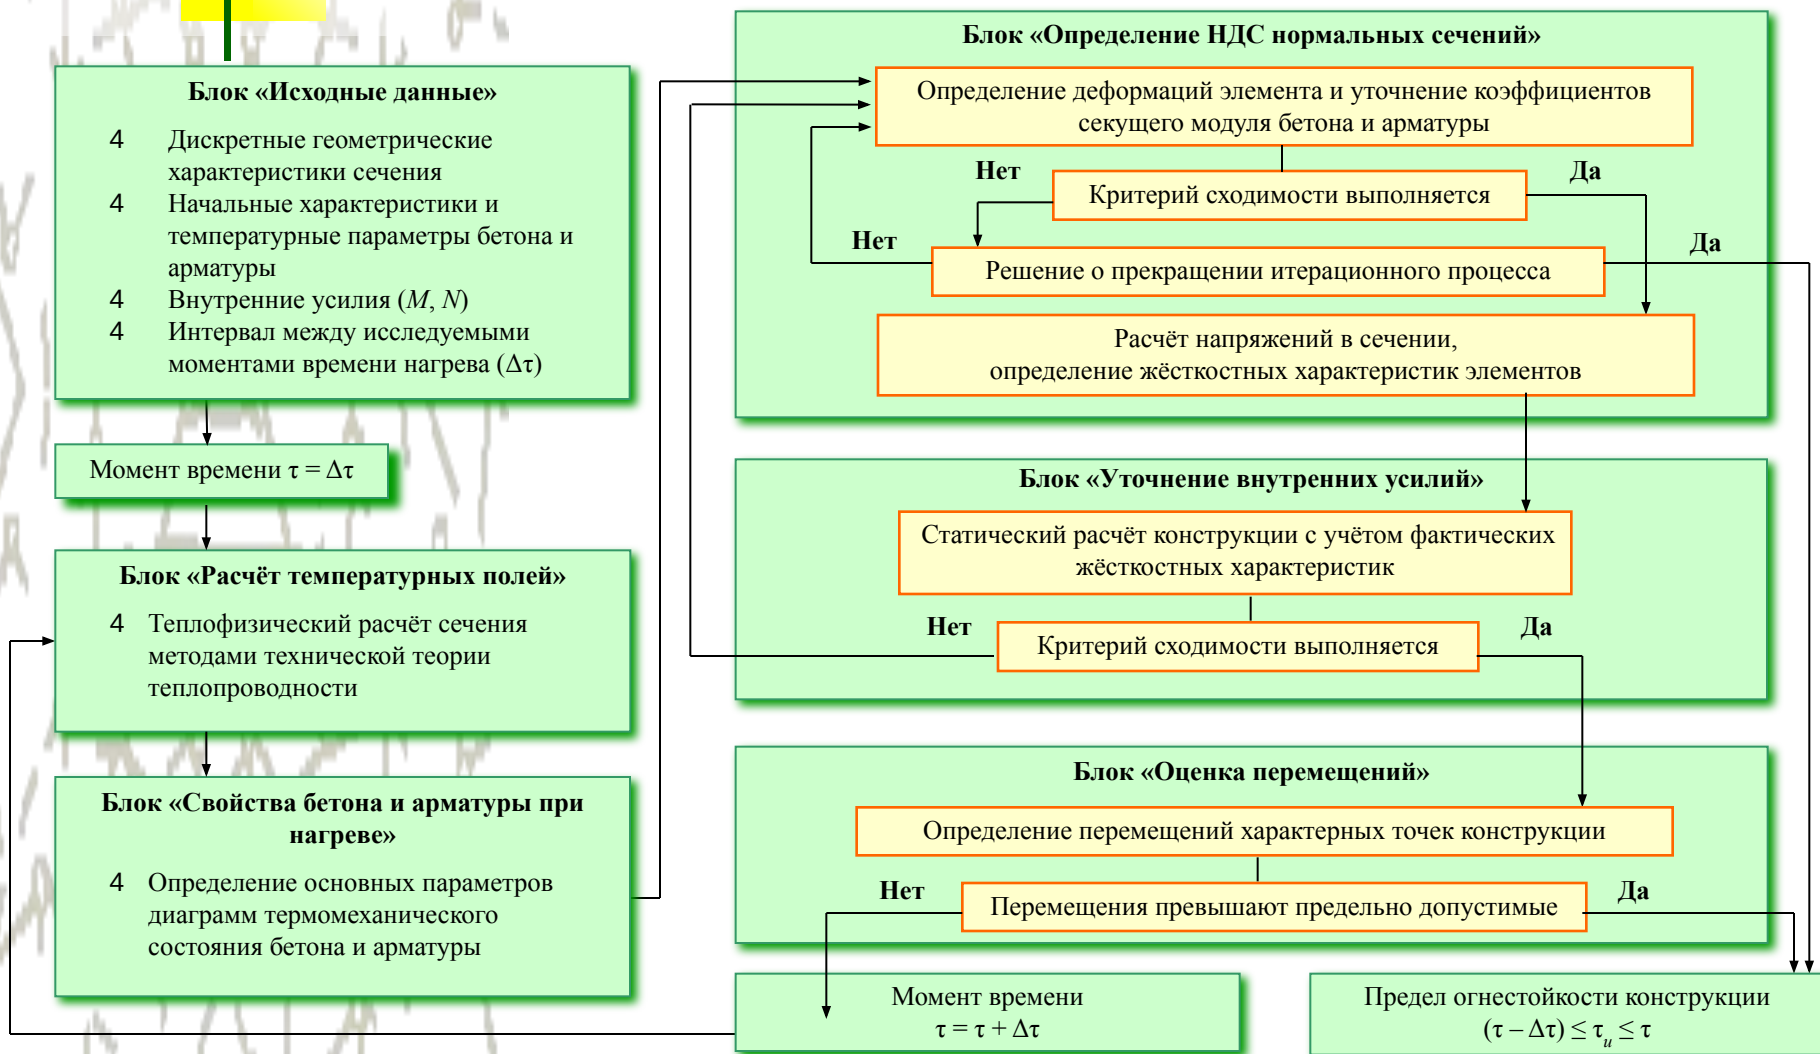 Блок «Исходные данные»
4 Дискретные геометрические
характеристики сечения
4 Начальные характеристики и
температурные параметры бетона и
арматуры
4 Внутренние усилия (M, N)
4 Интервал между исследуемыми
моментами времени нагрева (Δτ)
Момент времени τ = Δτ
Блок «Расчёт температурных полей»
4 Теплофизический расчёт сечения
методами технической теории
теплопроводности
Блок «Свойства бетона и арматуры при
нагреве»
4 Определение основных параметров
диаграмм термомеханического
состояния бетона и арматуры
Блок «Определение НДС нормальных сечений»
Определение деформаций элемента и уточнение коэффициентов
секущего модуля бетона и арматуры
Нет
Да
Критерий сходимости выполняется
Нет
Да
Решение о прекращении итерационного процесса
Расчёт напряжений в сечении,
определение жёсткостных характеристик элементов
Блок «Уточнение внутренних усилий»
Статический расчёт конструкции с учётом фактических
жёсткостных характеристик
Нет
Да
Критерий сходимости выполняется
Блок «Оценка перемещений»
Определение перемещений характерных точек конструкции
Нет
Да
Перемещения превышают предельно допустимые
Момент времени
τ = τ + Δτ
Предел огнестойкости конструкции
(τ – Δτ) ≤ τu ≤ τ